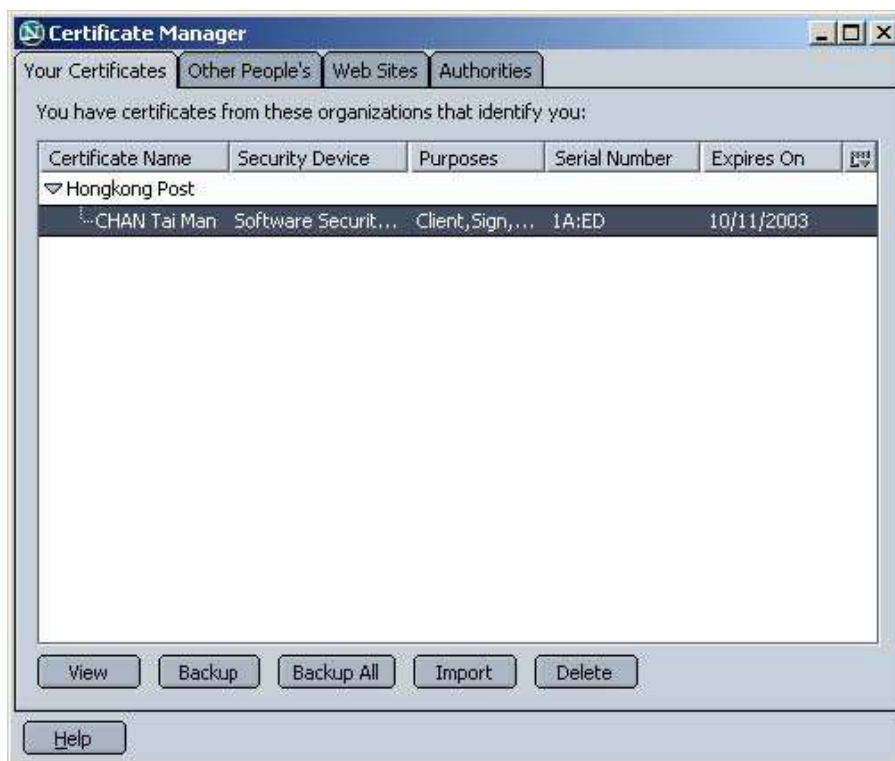 Certificate Manager
Your Certificates Other People's Web Sites Authorities
You have certificates from these organizations that identify you:
Certificate Name Security Device Purposes Serial Number Expires On
Hongkong Post
CHAN Tai Man Software Securit... Client,Sign,... 1A:ED 10/11/2003
View Backup Backup All Import Delete
Help